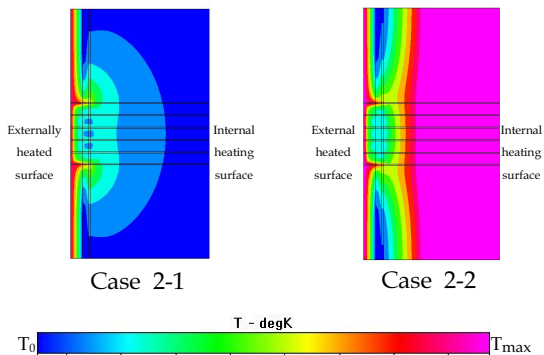 Externally
heated
surface
Internal
heating
surface
Externally
heated
surface
Internal
heating
surface
Case 2-1
Case 2-2
T - degK
T0
Tmax